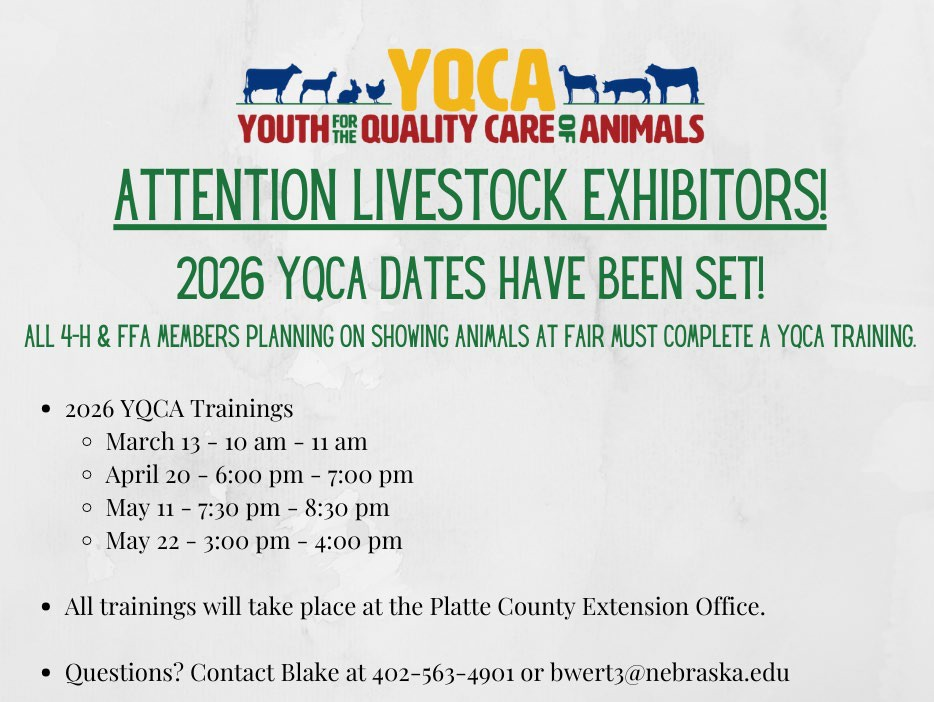 YQCA
YOUTH FOR THE QUALITY CARE OF ANIMALS
ATTENTION LIVESTOCK EXHIBITORS!
2026 YQCA DATES HAVE BEEN SET!
ALL 4-H & FFA MEMBERS PLANNING ON SHOWING ANIMALS AT FAIR MUST COMPLETE A YQCA TRAINING.
• 2026 YQCA Trainings
○ March 13 - 10 am - 11 am
○ April 20 - 6:00 pm - 7:00 pm
○ May 11 - 7:30 pm - 8:30 pm
○ May 22 - 3:00 pm - 4:00 pm
• All trainings will take place at the Platte County Extension Office.
• Questions? Contact Blake at 402-563-4901 or bwert3@nebraska.edu